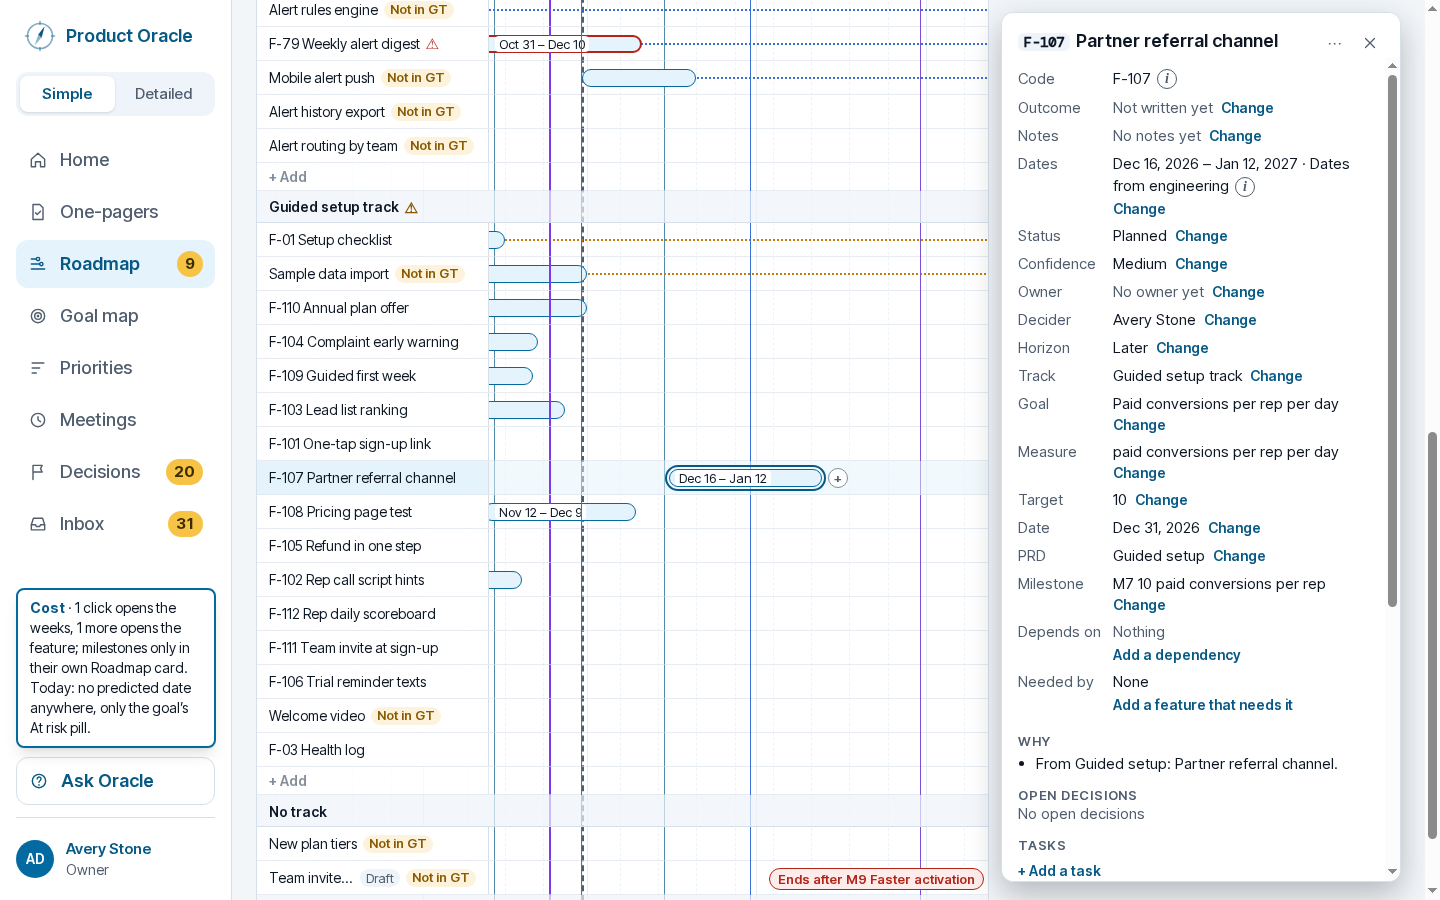 Product Oracle
Simple
Detailed
Home
One-pagers
Roadmap
9
Goal map
Priorities
Meetings
Decisions
20
Inbox
31
Cost · 1 click opens the
weeks, 1 more opens the
feature; milestones only in
their own Roadmap card.
Today: no predicted date
anywhere, only the goal's
At risk pill.
Ask Oracle
AD
Avery Stone
Owner
Alert rules engine Not in GT
F-79 Weekly alert digest
Oct 31 – Dec 10
Mobile alert push Not in GT
Alert history export Not in GT
Alert routing by team Not in GT
+ Add
Guided setup track
F-01 Setup checklist
Sample data import Not in GT
F-110 Annual plan offer
F-104 Complaint early warning
F-109 Guided first week
F-103 Lead list ranking
F-101 One-tap sign-up link
F-107 Partner referral channel
Dec 16 – Jan 12
+
F-108 Pricing page test
Nov 12 – Dec 9
F-105 Refund in one step
F-102 Rep call script hints
F-112 Rep daily scoreboard
F-111 Team invite at sign-up
F-106 Trial reminder texts
Welcome video Not in GT
F-03 Health log
+ Add
No track
New plan tiers Not in GT
Team invite... Draft Not in GT
Ends after M9 Faster activation
F-107 Partner referral channel
Code F-107 i
Outcome Not written yet Change
Notes No notes yet Change
Dates Dec 16, 2026 – Jan 12, 2027 · Dates
from engineering i
Change
Status Planned Change
Confidence Medium Change
Owner No owner yet Change
Decider Avery Stone Change
Horizon Later Change
Track Guided setup track Change
Goal Paid conversions per rep per day
Change
Measure paid conversions per rep per day
Change
Target 10 Change
Date Dec 31, 2026 Change
PRD Guided setup Change
Milestone M7 10 paid conversions per rep
Change
Depends on Nothing
Add a dependency
Needed by None
Add a feature that needs it
WHY
• From Guided setup: Partner referral channel.
OPEN DECISIONS
No open decisions
TASKS
+ Add a task